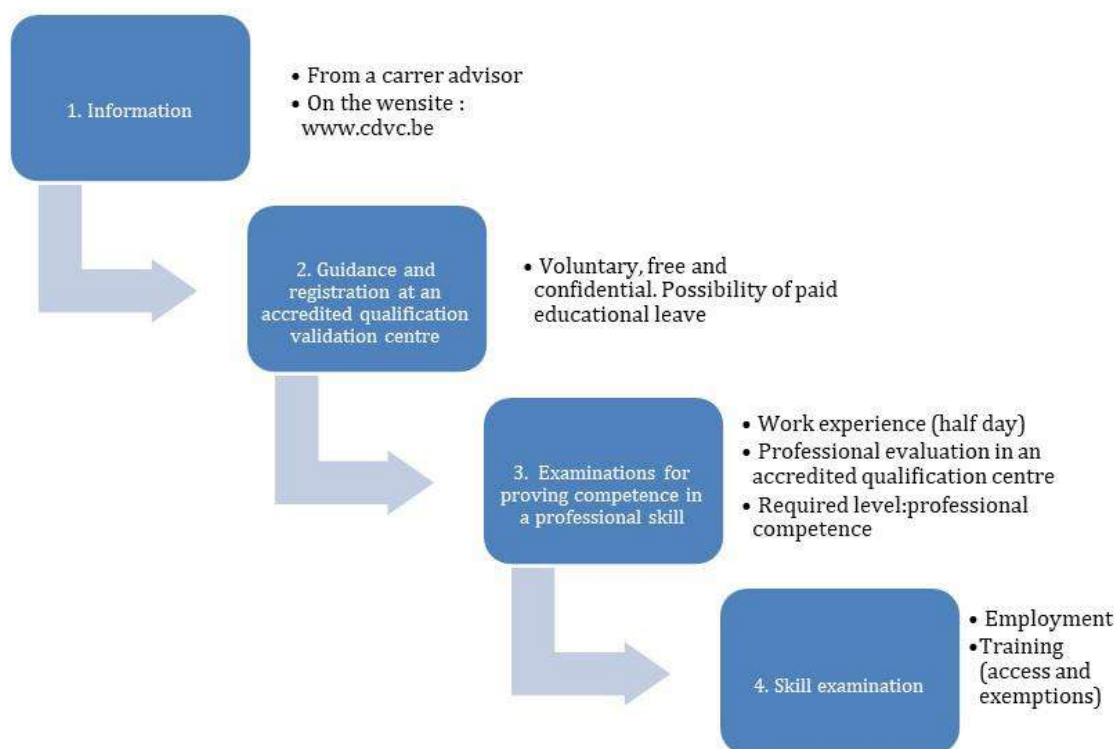 1. Information
• From a carrer advisor
• On the wensite :
www.cdvc.be
2. Guidance and
registration at an
accredited qualification
validation centre
• Voluntary, free and
confidential. Possibility of paid
educational leave
3. Examinations for
proving competence in
a professional skill
• Work experience (half day)
• Professional evaluation in an
accredited qualification centre
• Required level:professional
competence
4. Skill examination
• Employment
•Training
(access and
exemptions)